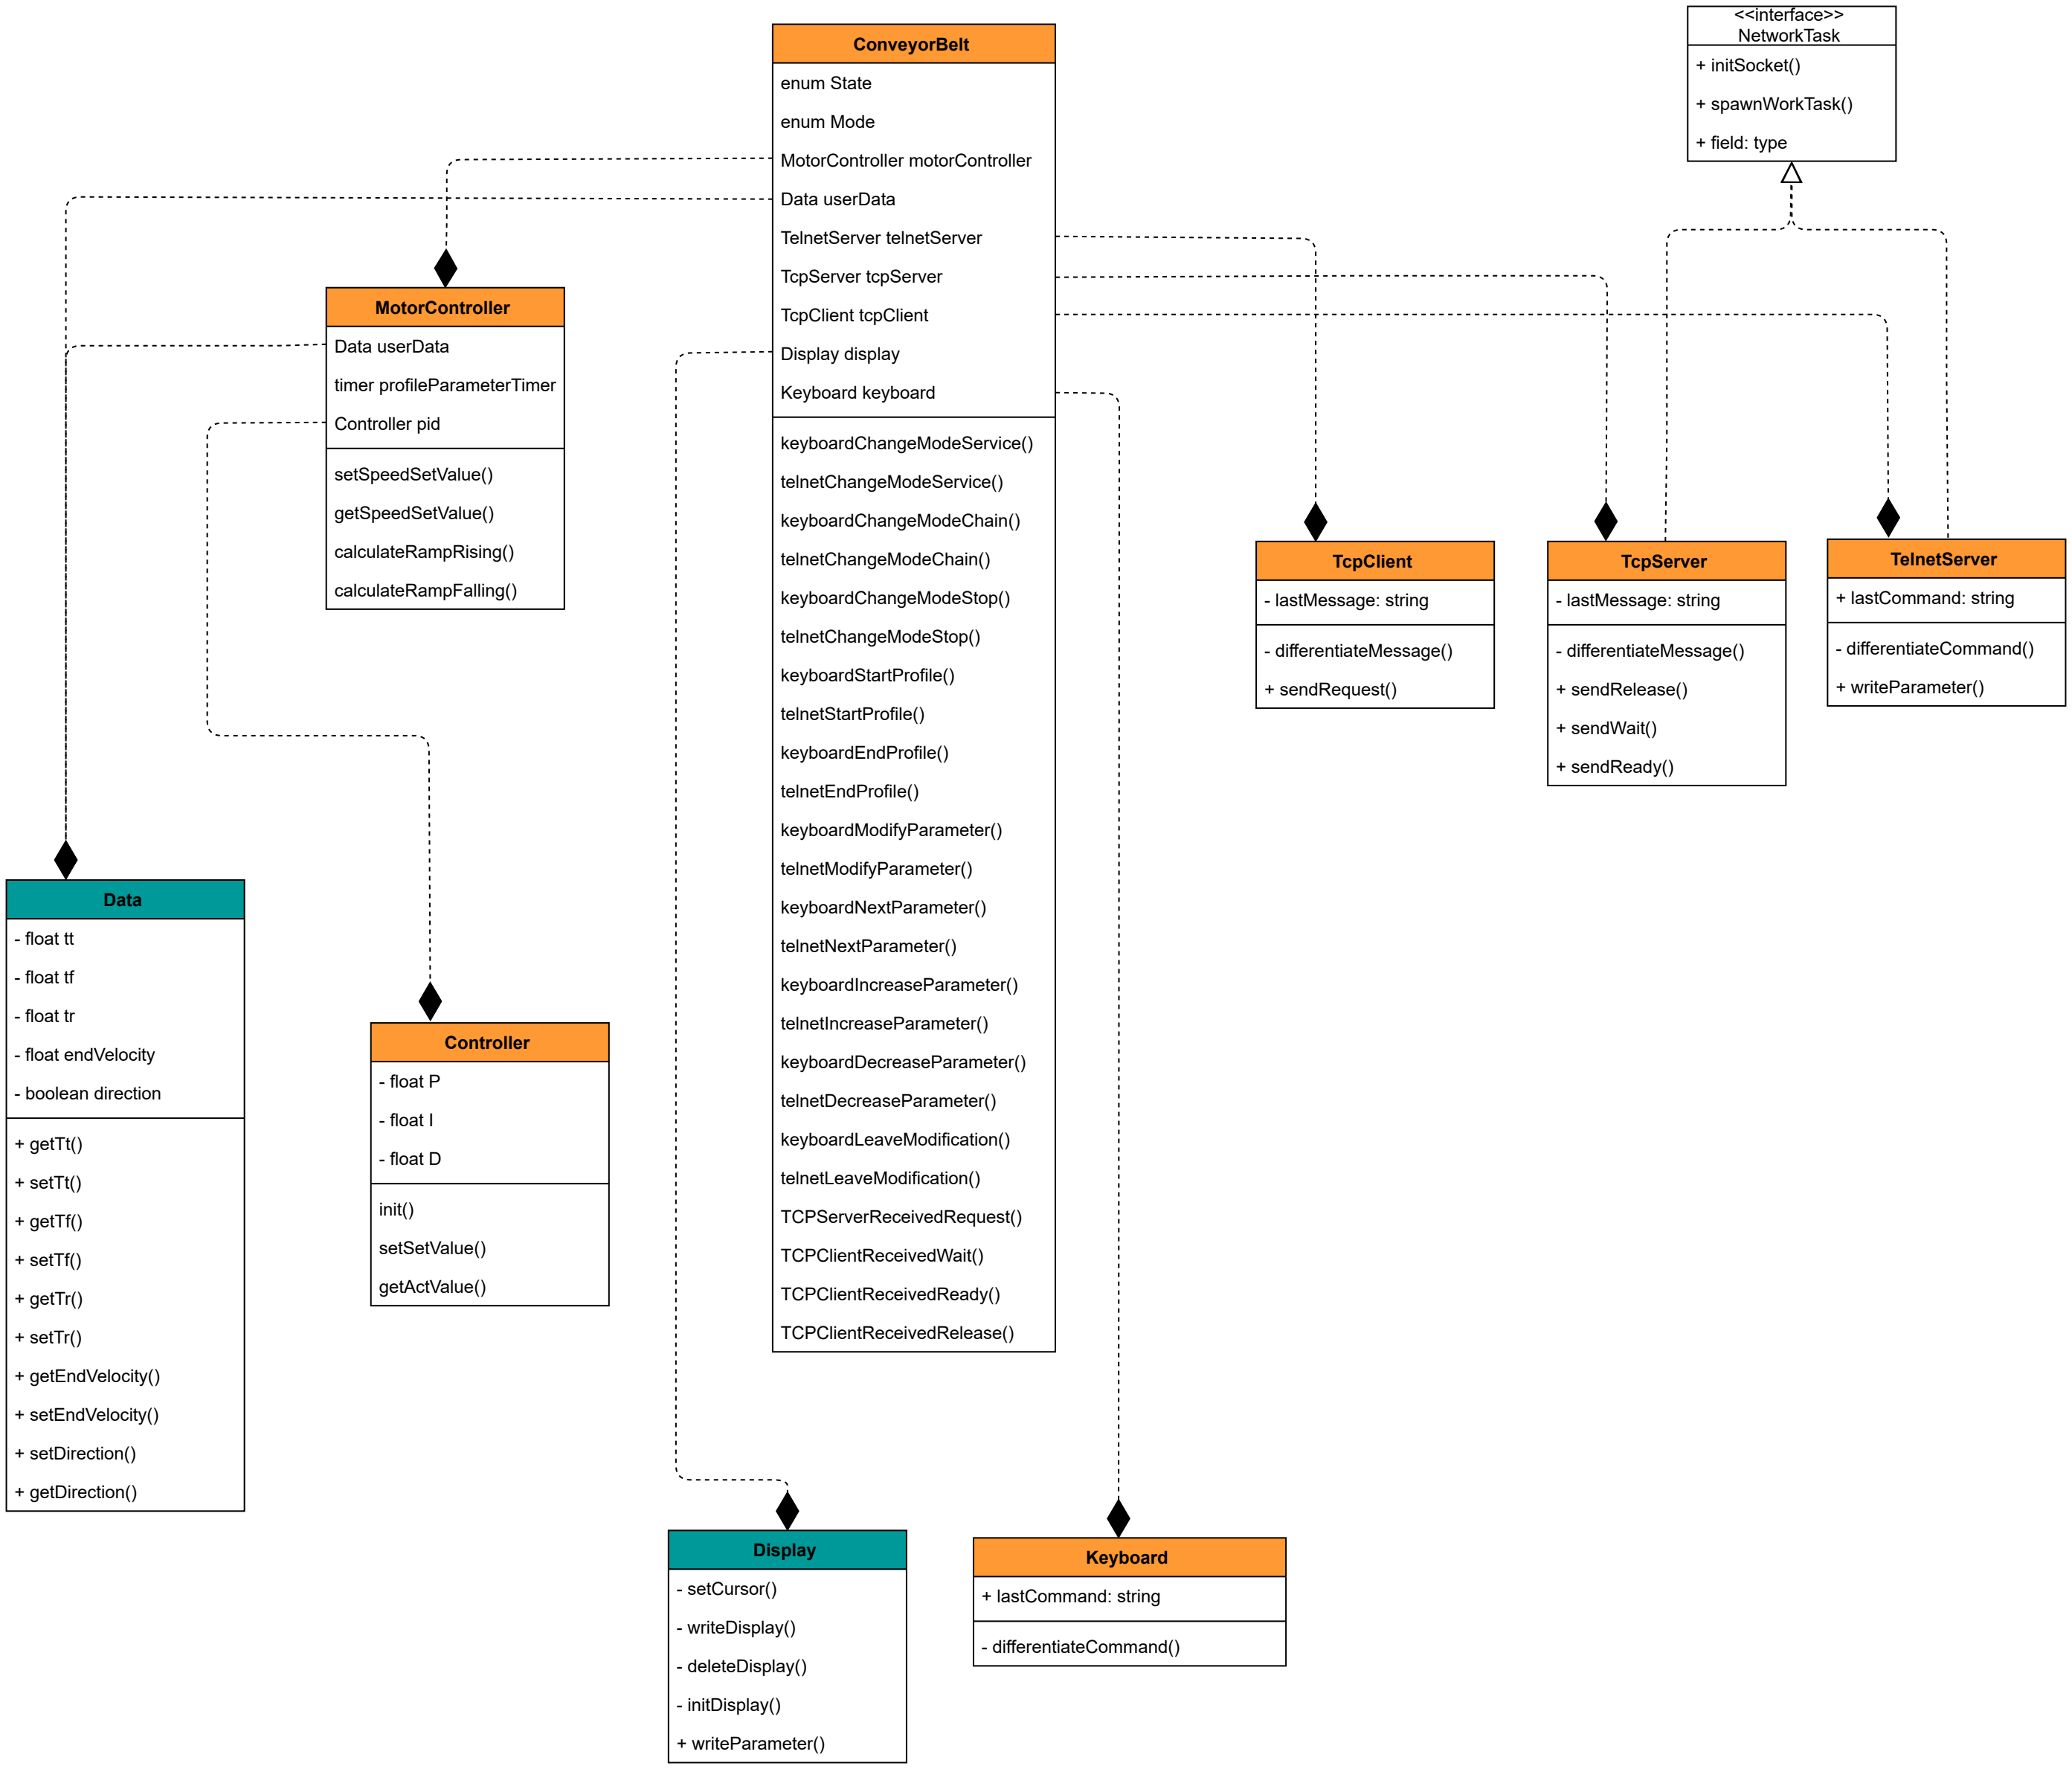 ConveyorBelt
enum State
enum Mode
MotorController motorController
Data userData
TelnetServer telnetServer
TcpServer tcpServer
TcpClient tcpClient
Display display
Keyboard keyboard
keyboardChangeModeService()
telnetChangeModeService()
keyboardChangeModeChain()
telnetChangeModeChain()
keyboardChangeModeStop()
telnetChangeModeStop()
keyboardStartProfile()
telnetStartProfile()
keyboardEndProfile()
telnetEndProfile()
keyboardModifyParameter()
telnetModifyParameter()
keyboardNextParameter()
telnetNextParameter()
keyboardIncreaseParameter()
telnetIncreaseParameter()
keyboardDecreaseParameter()
telnetDecreaseParameter()
keyboardLeaveModification()
telnetLeaveModification()
TCPServerReceivedRequest()
TCPClientReceivedWait()
TCPClientReceivedReady()
TCPClientReceivedRelease()
<<interface>>
NetworkTask
+ initSocket()
+ spawnWorkTask()
+ field: type
MotorController
Data userData
timer profileParameterTimer
Controller pid
setSpeedSetValue()
getSpeedSetValue()
calculateRampRising()
calculateRampFalling()
TcpClient
- lastMessage: string
- differentiateMessage()
+ sendRequest()
TcpServer
- lastMessage: string
- differentiateMessage()
+ sendRelease()
+ sendWait()
+ sendReady()
TelnetServer
+ lastCommand: string
- differentiateCommand()
+ writeParameter()
Data
- float tt
- float tf
- float tr
- float endVelocity
- boolean direction
+ getTt()
+ setTt()
+ getTf()
+ setTf()
+ getTr()
+ setTr()
+ getEndVelocity()
+ setEndVelocity()
+ setDirection()
+ getDirection()
Controller
- float P
- float I
- float D
init()
setSetValue()
getActValue()
Display
- setCursor()
- writeDisplay()
- deleteDisplay()
- initDisplay()
+ writeParameter()
Keyboard
+ lastCommand: string
- differentiateCommand()